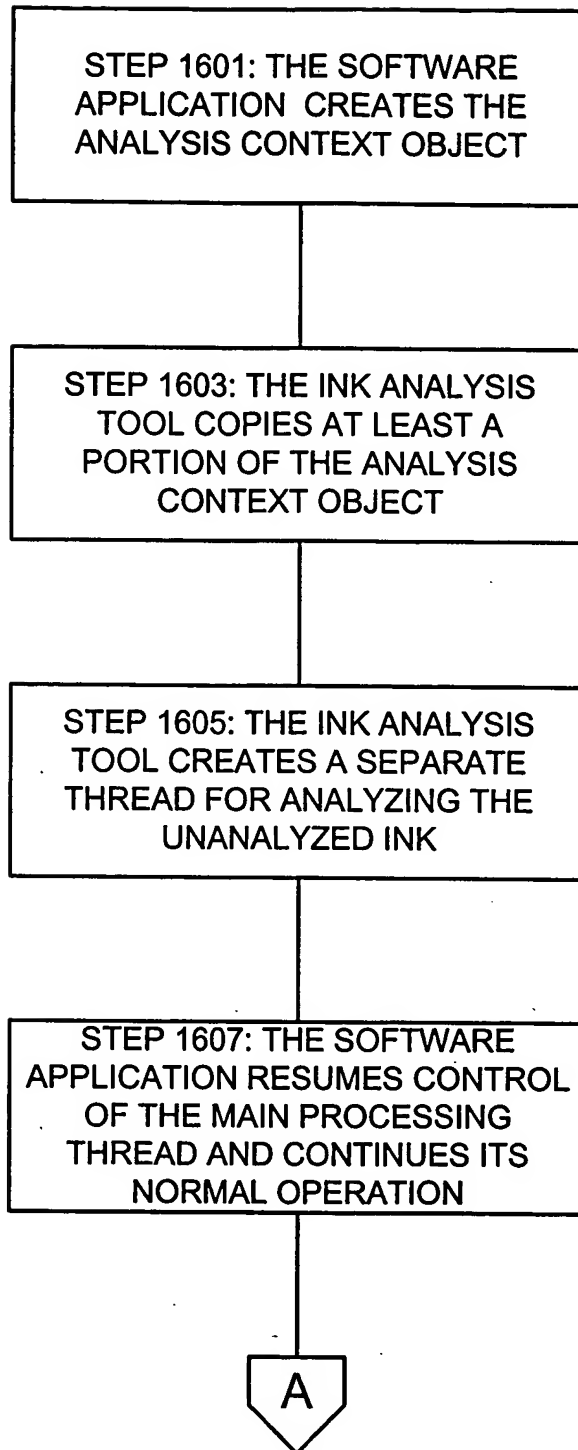 STEP 1601: THE SOFTWARE
APPLICATION CREATES THE
ANALYSIS CONTEXT OBJECT
STEP 1603: THE INK ANALYSIS
TOOL COPIES AT LEAST A
PORTION OF THE ANALYSIS
CONTEXT OBJECT
STEP 1605: THE INK ANALYSIS
TOOL CREATES A SEPARATE
THREAD FOR ANALYZING THE
UNANALYZED INK
STEP 1607: THE SOFTWARE
APPLICATION RESUMES CONTROL
OF THE MAIN PROCESSING
THREAD AND CONTINUES ITS
NORMAL OPERATION
A